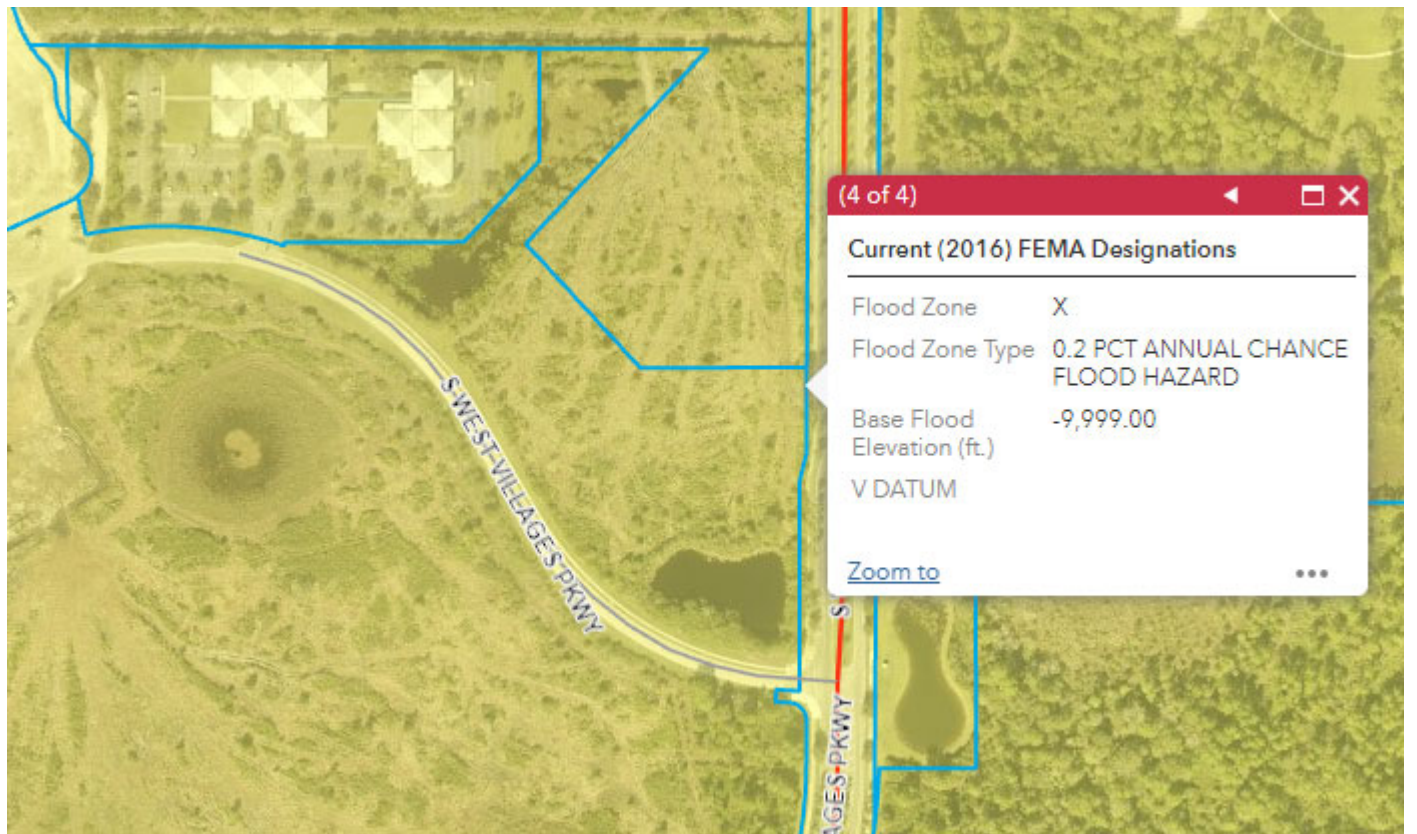 (4 of 4)
Current (2016) FEMA Designations
Flood Zone X
Flood Zone Type 0.2 PCT ANNUAL CHANCE
FLOOD HAZARD
Base Flood -9,999.00
Elevation (ft.)
V DATUM
Zoom to
S WEST VILLAGES PKWY
S
AGES PKWY